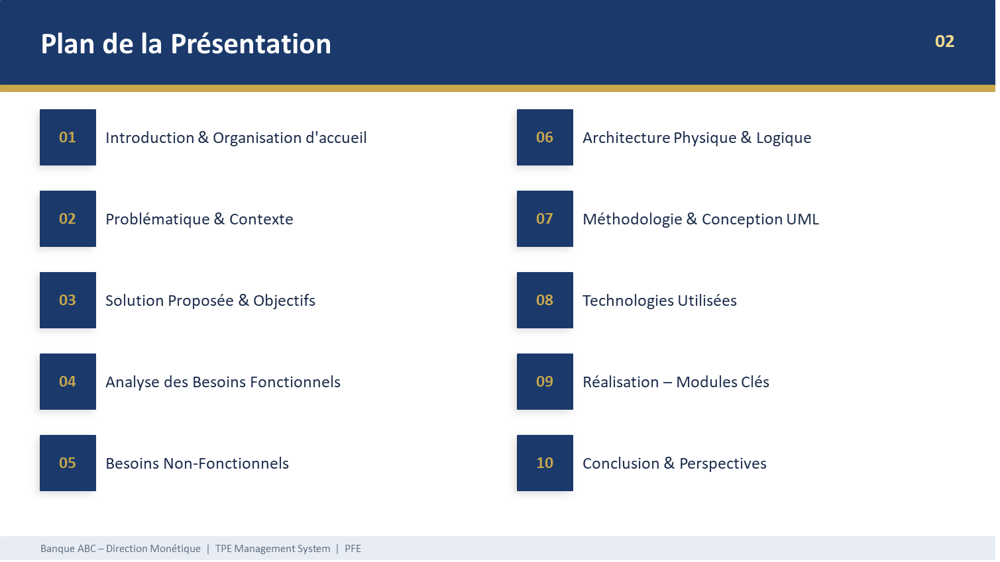 Plan de la Présentation
02
01
Introduction & Organisation d'accueil
02
Problématique & Contexte
03
Solution Proposée & Objectifs
04
Analyse des Besoins Fonctionnels
05
Besoins Non-Fonctionnels
06
Architecture Physique & Logique
07
Méthodologie & Conception UML
08
Technologies Utilisées
09
Réalisation – Modules Clés
10
Conclusion & Perspectives
Banque ABC – Direction Monétique | TPE Management System | PFE